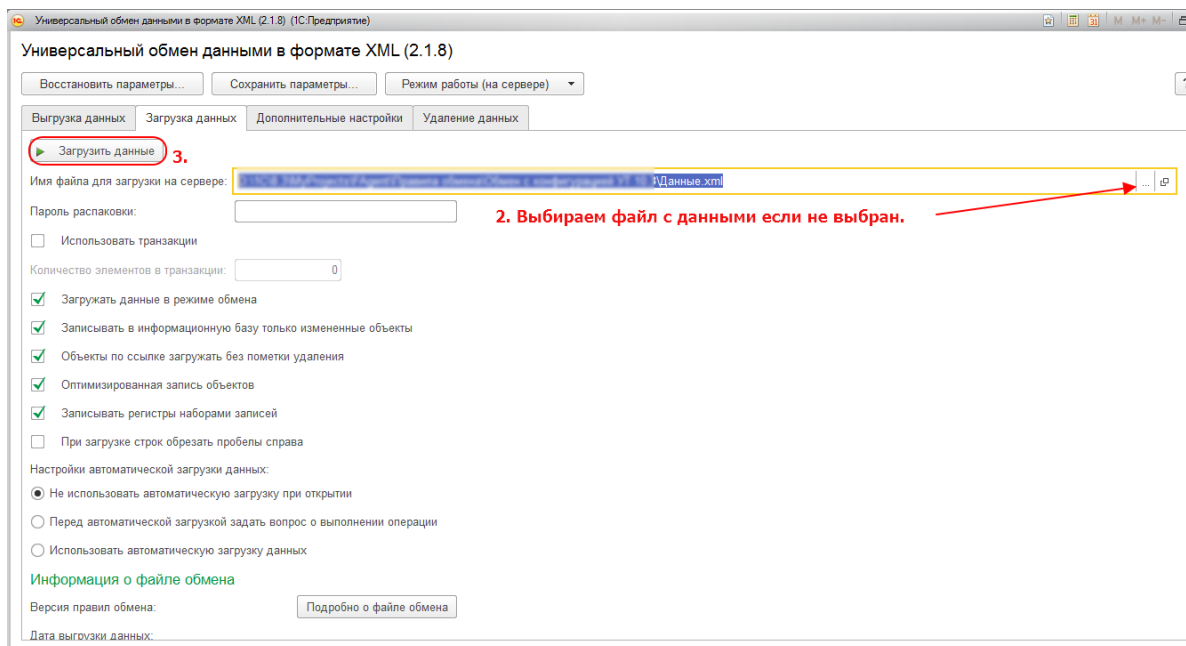 Универсальный обмен данными в формате XML (2.1.8) (1С:Предприятие)
M M+ M-
Универсальный обмен данными в формате XML (2.1.8)
Восстановить параметры... Сохранить параметры... Режим работы (на сервере)
Выгрузка данных Загрузка данных Дополнительные настройки Удаление данных
Загрузить данные 3.
Имя файла для загрузки на сервере: \Данные.xml ...
Пароль распаковки:
2. Выбираем файл с данными если не выбран.
Использовать транзакции
Количество элементов в транзакции: 0
Загружать данные в режиме обмена
Записывать в информационную базу только измененные объекты
Объекты по ссылке загружать без пометки удаления
Оптимизированная запись объектов
Записывать регистры наборами записей
При загрузке строк обрезать пробелы справа
Настройки автоматической загрузки данных:
Не использовать автоматическую загрузку при открытии
Перед автоматической загрузкой задать вопрос о выполнении операции
Использовать автоматическую загрузку данных
Информация о файле обмена
Версия правил обмена: Подробно о файле обмена
Дата выгрузки данных: